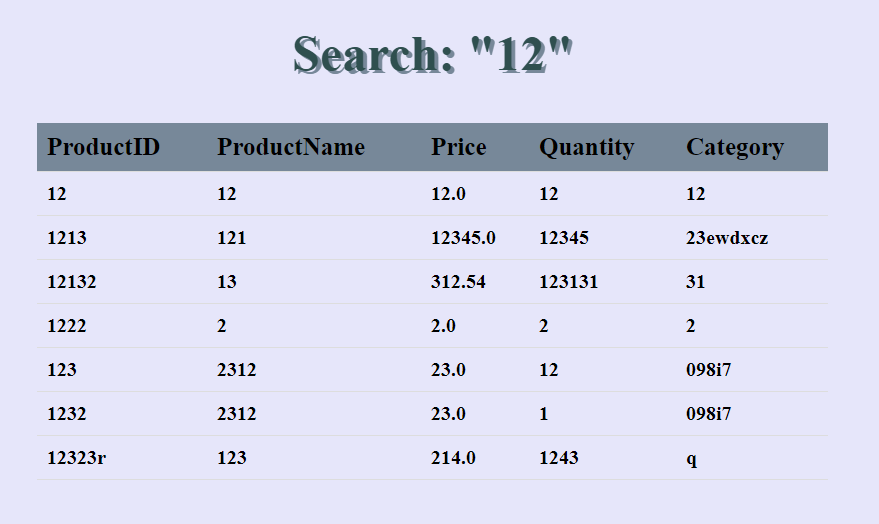 Search: "12"
ProductID ProductName Price Quantity Category
12 12 12.0 12 12
1213 121 12345.0 12345 23ewdxcz
12132 13 312.54 123131 31
1222 2 2.0 2 2
123 2312 23.0 12 098i7
1232 2312 23.0 1 098i7
12323r 123 214.0 1243 q